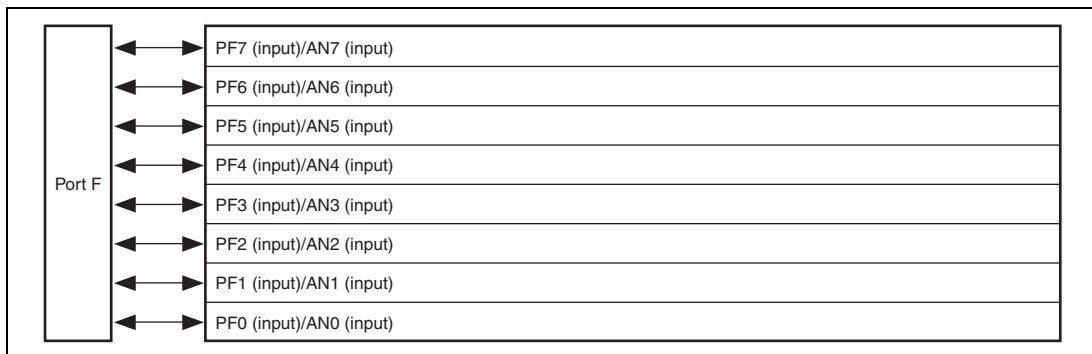 Port F
PF7 (input)/AN7 (input)
PF6 (input)/AN6 (input)
PF5 (input)/AN5 (input)
PF4 (input)/AN4 (input)
PF3 (input)/AN3 (input)
PF2 (input)/AN2 (input)
PF1 (input)/AN1 (input)
PF0 (input)/AN0 (input)